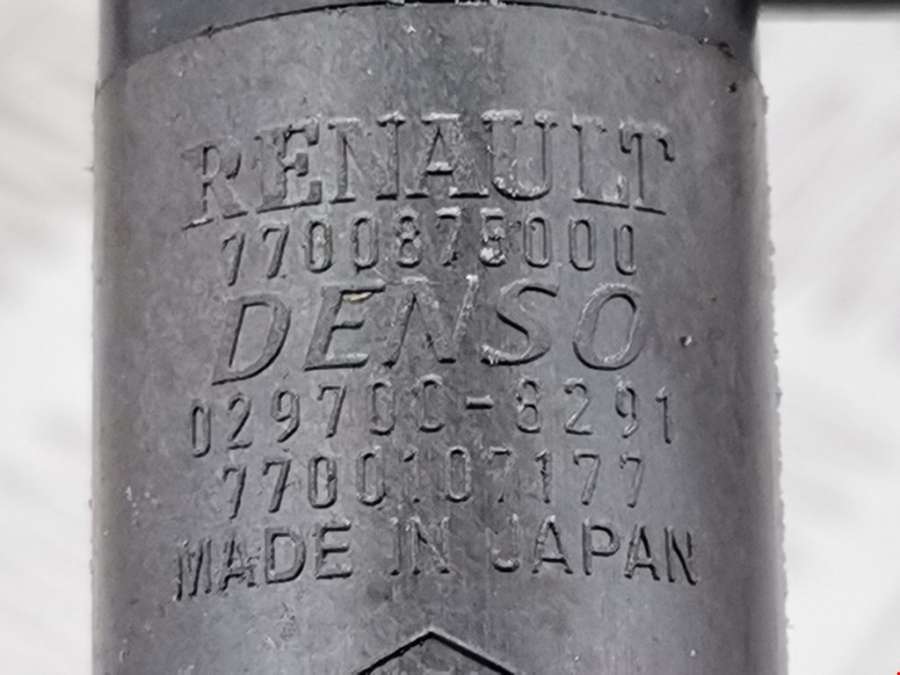 RENAULT
7700875000
DENSO
029700-8291
7700107177
MADE IN JAPAN